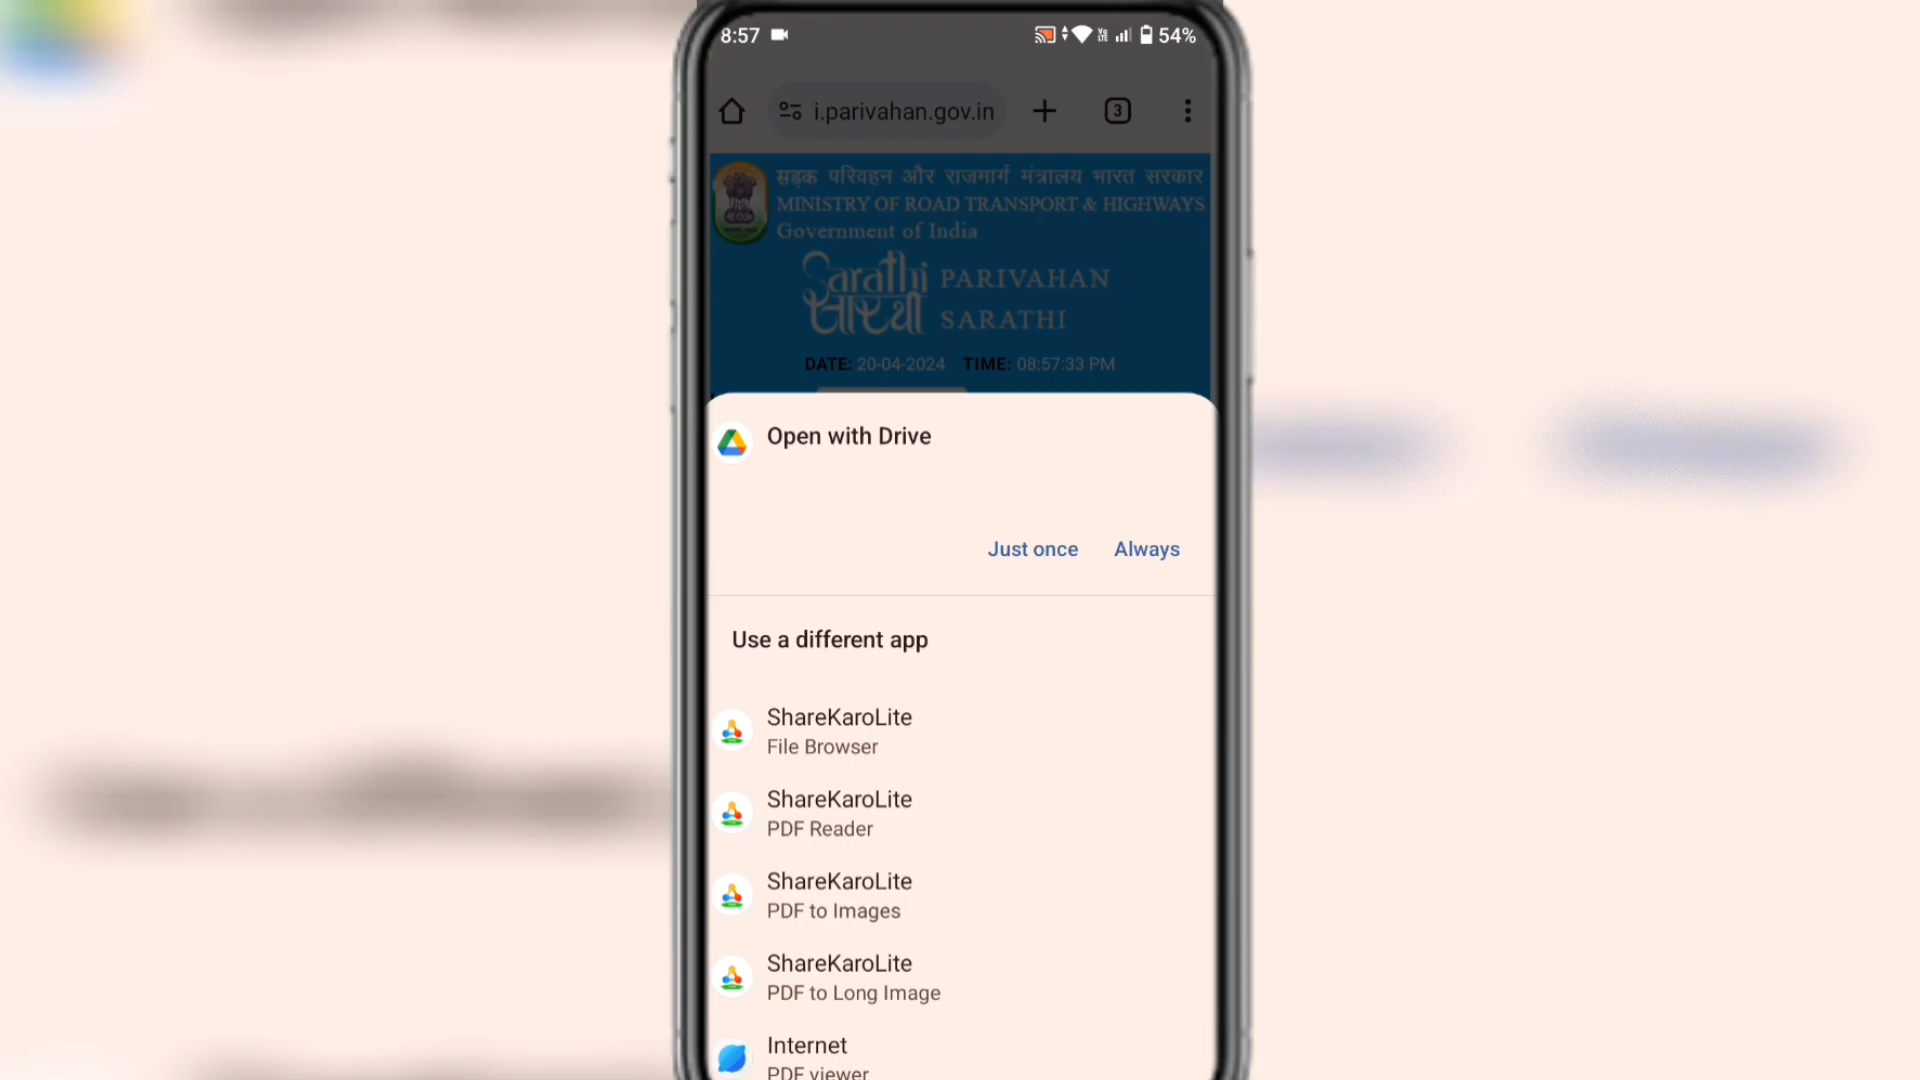 8:57
54%
i.parivahan.gov.in
3
सड़क परिवहन और राजमार्ग मंत्रालय भारत सरकार
MINISTRY OF ROAD TRANSPORT & HIGHWAYS
Government of India
Sarathi
सारथी
PARIVAHAN
SARATHI
DATE: 20-04-2024 TIME: 08:57:33 PM
Open with Drive
Just once Always
Use a different app
ShareKaroLite
File Browser
ShareKaroLite
PDF Reader
ShareKaroLite
PDF to Images
ShareKaroLite
PDF to Long Image
Internet
PDF viewer